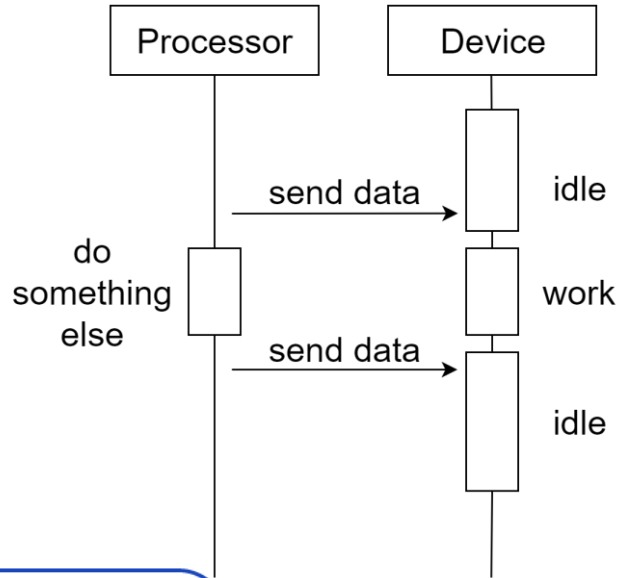 Processor
Device
send data
idle
do
something
else
work
send data
idle